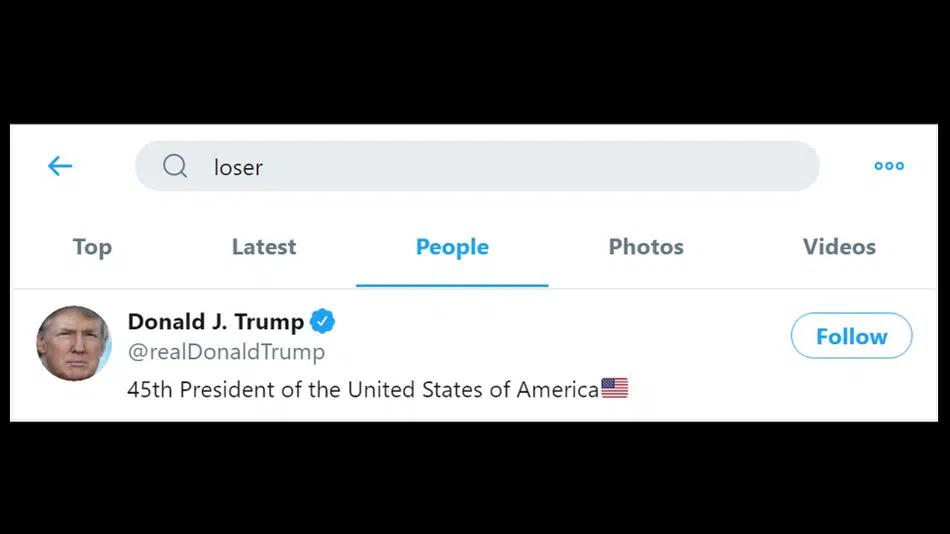 loser
Top Latest People Photos Videos
Donald J. Trump
@realDonaldTrump
Follow
45th President of the United States of America🇺🇸